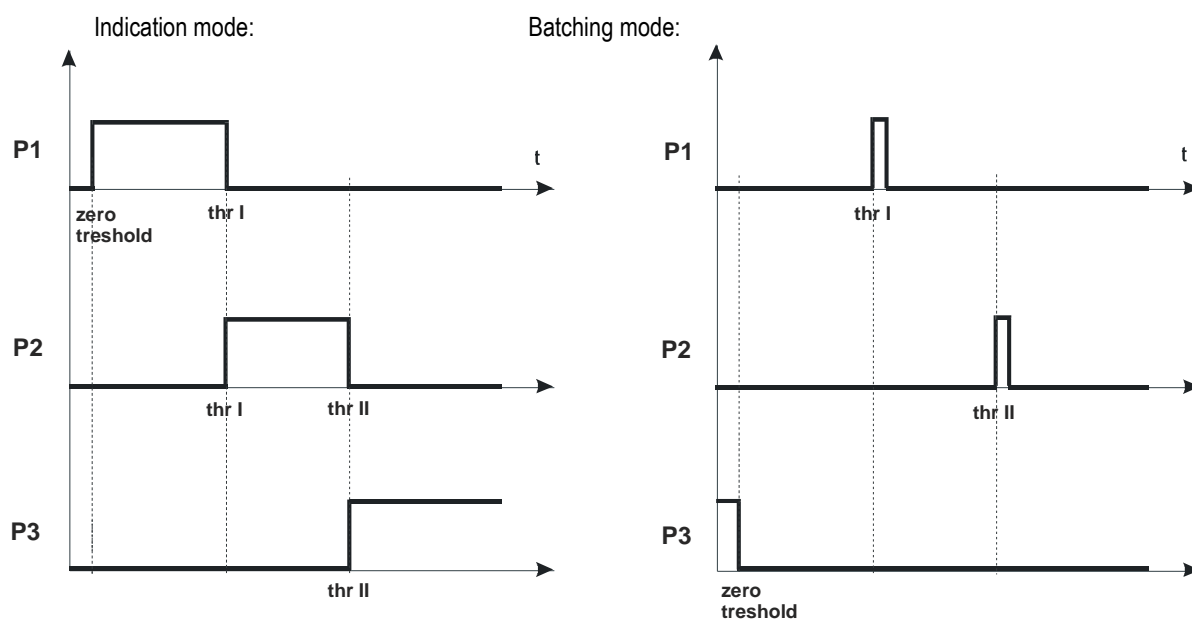 Indication mode:
Batching mode:
P1
t
zero
treshold
thr I
P2
thr I
thr II
P3
thr II
P1
t
thr I
P2
thr II
P3
zero
treshold